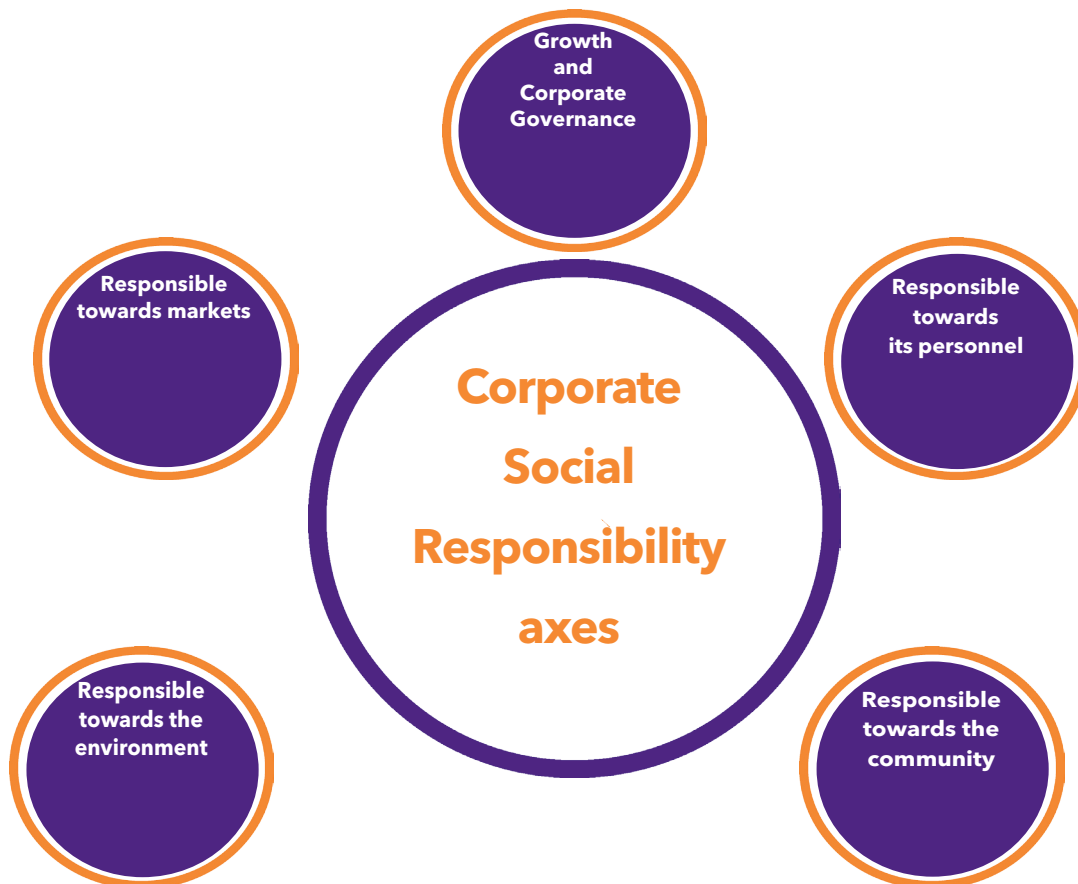 Growth
and
Corporate
Governance
Responsible
towards markets
Responsible
towards
its personnel
Corporate
Social
Responsibility
axes
Responsible
towards the
environment
Responsible
towards the
community